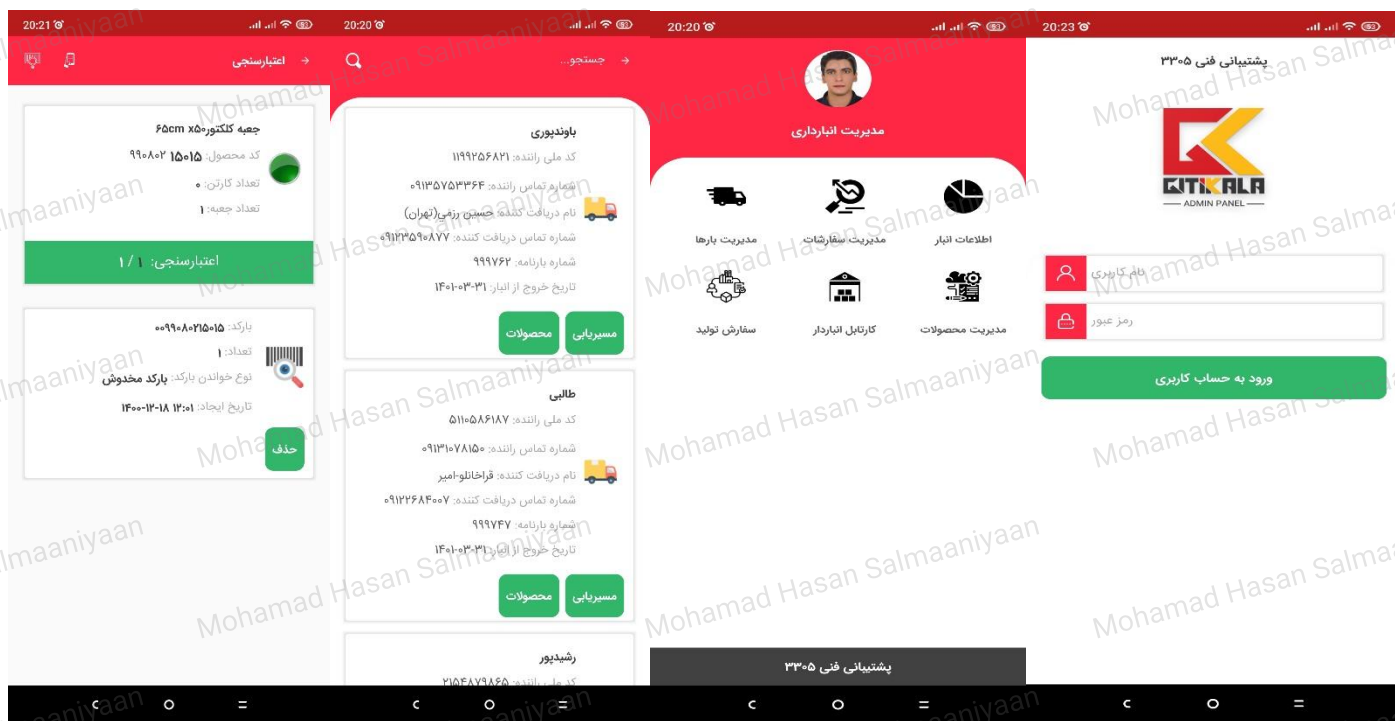 20:21
اعتبارسنجی
جعبه کلکتور۵۰x ۶۵cm
کد محصول: ۱۵۰۱۵ ۹۹۰۸۰۲
تعداد کارتن: ۰
تعداد جعبه: ۱
اعتبارسنجی: ۱ / ۱
بارکد: ۰۰۹۹۰۸۰۲۱۵۰۱۵
تعداد: ۱
نوع خواندن بارکد: بارکد مخدوش
تاریخ ایجاد: ۱۲:۰۱ ۱۸-۱۲-۱۴۰۰
حذف
20:20
جستجو...
باوندپوری
کد ملی راننده: ۱۱۹۹۲۵۶۸۲۱
شماره تماس راننده: ۰۹۱۳۵۷۵۳۳۶۴
نام دریافت کننده: حسین رزمی(تهران)
شماره تماس دریافت کننده: ۰۹۱۲۳۵۹۰۸۷۷
شماره بارنامه: ۹۹۹۷۶۲
تاریخ خروج از انبار: ۳۱-۰۳-۱۴۰۱
مسیریابی
محصولات
طالبی
کد ملی راننده: ۵۱۱۰۵۸۶۱۸۷
شماره تماس راننده: ۰۹۱۳۱۰۷۸۱۵۰
نام دریافت کننده: قراخانلو-امیر
شماره تماس دریافت کننده: ۰۹۱۲۲۶۸۴۰۰۷
شماره بارنامه: ۹۹۹۷۴۷
تاریخ خروج از انبار: ۳۱-۰۳-۱۴۰۱
مسیریابی
محصولات
رشیدپور
کد ملی راننده: ۲۱۵۴۸۷۹۸۶۵
20:20
مدیریت انبارداری
اطلاعات انبار
مدیریت سفارشات
مدیریت بارها
مدیریت محصولات
کارتابل انباردار
سفارش تولید
پشتیبانی فنی ۳۳۰۵
20:23
پشتیبانی فنی ۳۳۰۵
GITIKALA
ADMIN PANEL
نام کاربری
رمز عبور
ورود به حساب کاربری
Mohamad Hasan Salmaaniyaan